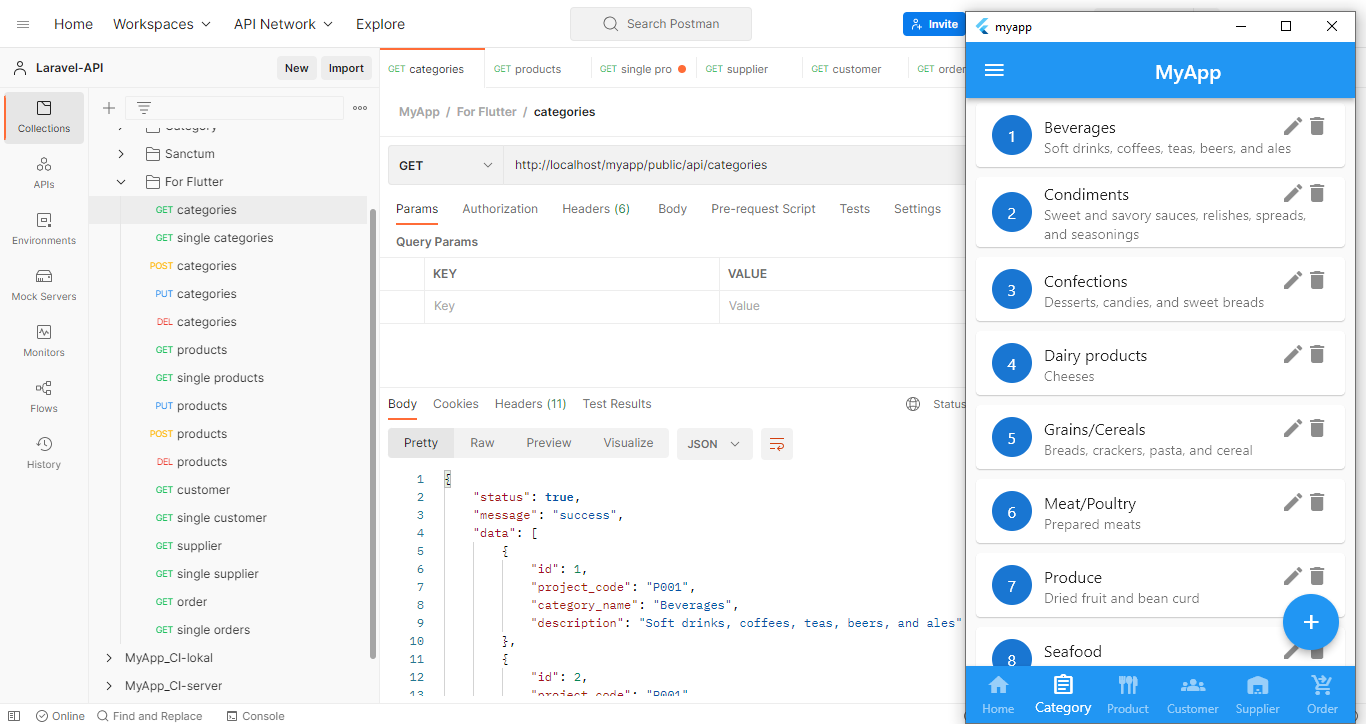 Home
Workspaces
API Network
Explore
Search Postman
Invite
Laravel-API
New
Import
Collections
APIs
Environments
Mock Servers
Monitors
Flows
History
Category
Sanctum
For Flutter
GET categories
GET single categories
POST categories
PUT categories
DEL categories
GET products
GET single products
PUT products
POST products
DEL products
GET customer
GET single customer
GET supplier
GET single supplier
GET order
GET single orders
MyApp_CI-lokal
MyApp_CI-server
Online
Find and Replace
Console
GET categories
GET products
GET single pro
GET supplier
GET customer
GET order
MyApp / For Flutter / categories
GET
http://localhost/myapp/public/api/categories
Params
Authorization
Headers (6)
Body
Pre-request Script
Tests
Settings
Query Params
KEY
VALUE
Key
Value
Body
Cookies
Headers (11)
Test Results
Status
Pretty
Raw
Preview
Visualize
JSON
1 {
2 "status": true,
3 "message": "success",
4 "data": [
5 {
6 "id": 1,
7 "project_code": "P001",
8 "category_name": "Beverages",
9 "description": "Soft drinks, coffees, teas, beers, and ales"
10 },
11 {
12 "id": 2,
13 "project_code": "P001"
myapp
MyApp
1
Beverages
Soft drinks, coffees, teas, beers, and ales
2
Condiments
Sweet and savory sauces, relishes, spreads,
and seasonings
3
Confections
Desserts, candies, and sweet breads
4
Dairy products
Cheeses
5
Grains/Cereals
Breads, crackers, pasta, and cereal
6
Meat/Poultry
Prepared meats
7
Produce
Dried fruit and bean curd
8
Seafood
Home
Category
Product
Customer
Supplier
Order